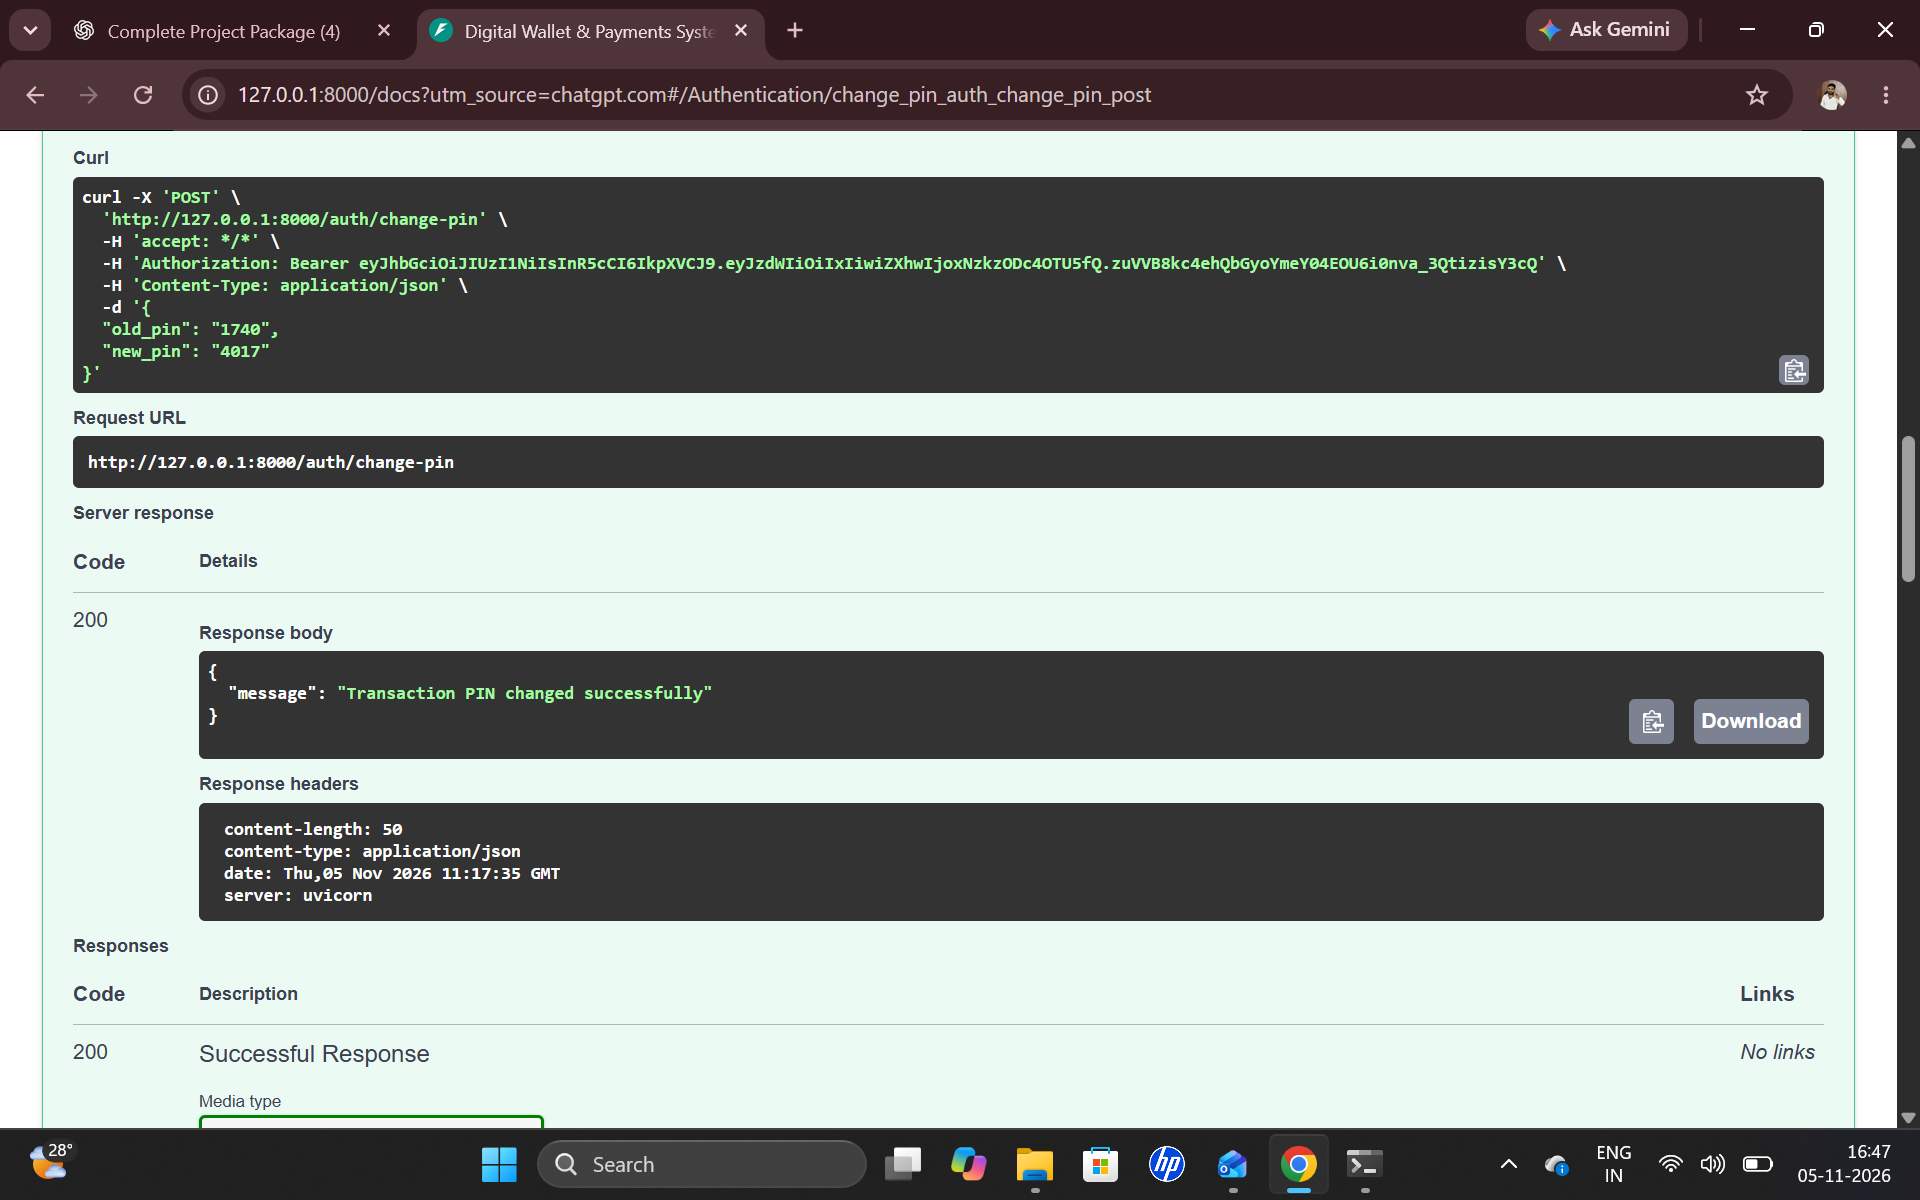 Complete Project Package (4)
Digital Wallet & Payments Syste
Ask Gemini
127.0.0.1:8000/docs?utm_source=chatgpt.com#/Authentication/change_pin_auth_change_pin_post
Curl
curl -X 'POST' \
'http://127.0.0.1:8000/auth/change-pin' \
-H 'accept: */*' \
-H 'Authorization: Bearer eyJhbGciOiJIUzI1NiIsInR5cCI6IkpXVCJ9.eyJzdWIiOiIxIiwiZXhwIjoxNzkzODc4OTU5fQ.zuVVB8kc4ehQbGyoYmeY04EOU6i0nva_3QtizisY3cQ' \
-H 'Content-Type: application/json' \
-d '{
"old_pin": "1740",
"new_pin": "4017"
}'
Request URL
http://127.0.0.1:8000/auth/change-pin
Server response
Code Details
200
Response body
{
"message": "Transaction PIN changed successfully"
}
Download
Response headers
content-length: 50
content-type: application/json
date: Thu,05 Nov 2026 11:17:35 GMT
server: uvicorn
Responses
Code Description Links
200 Successful Response No links
Media type
28°
Search
hp
ENG
IN
16:47
05-11-2026